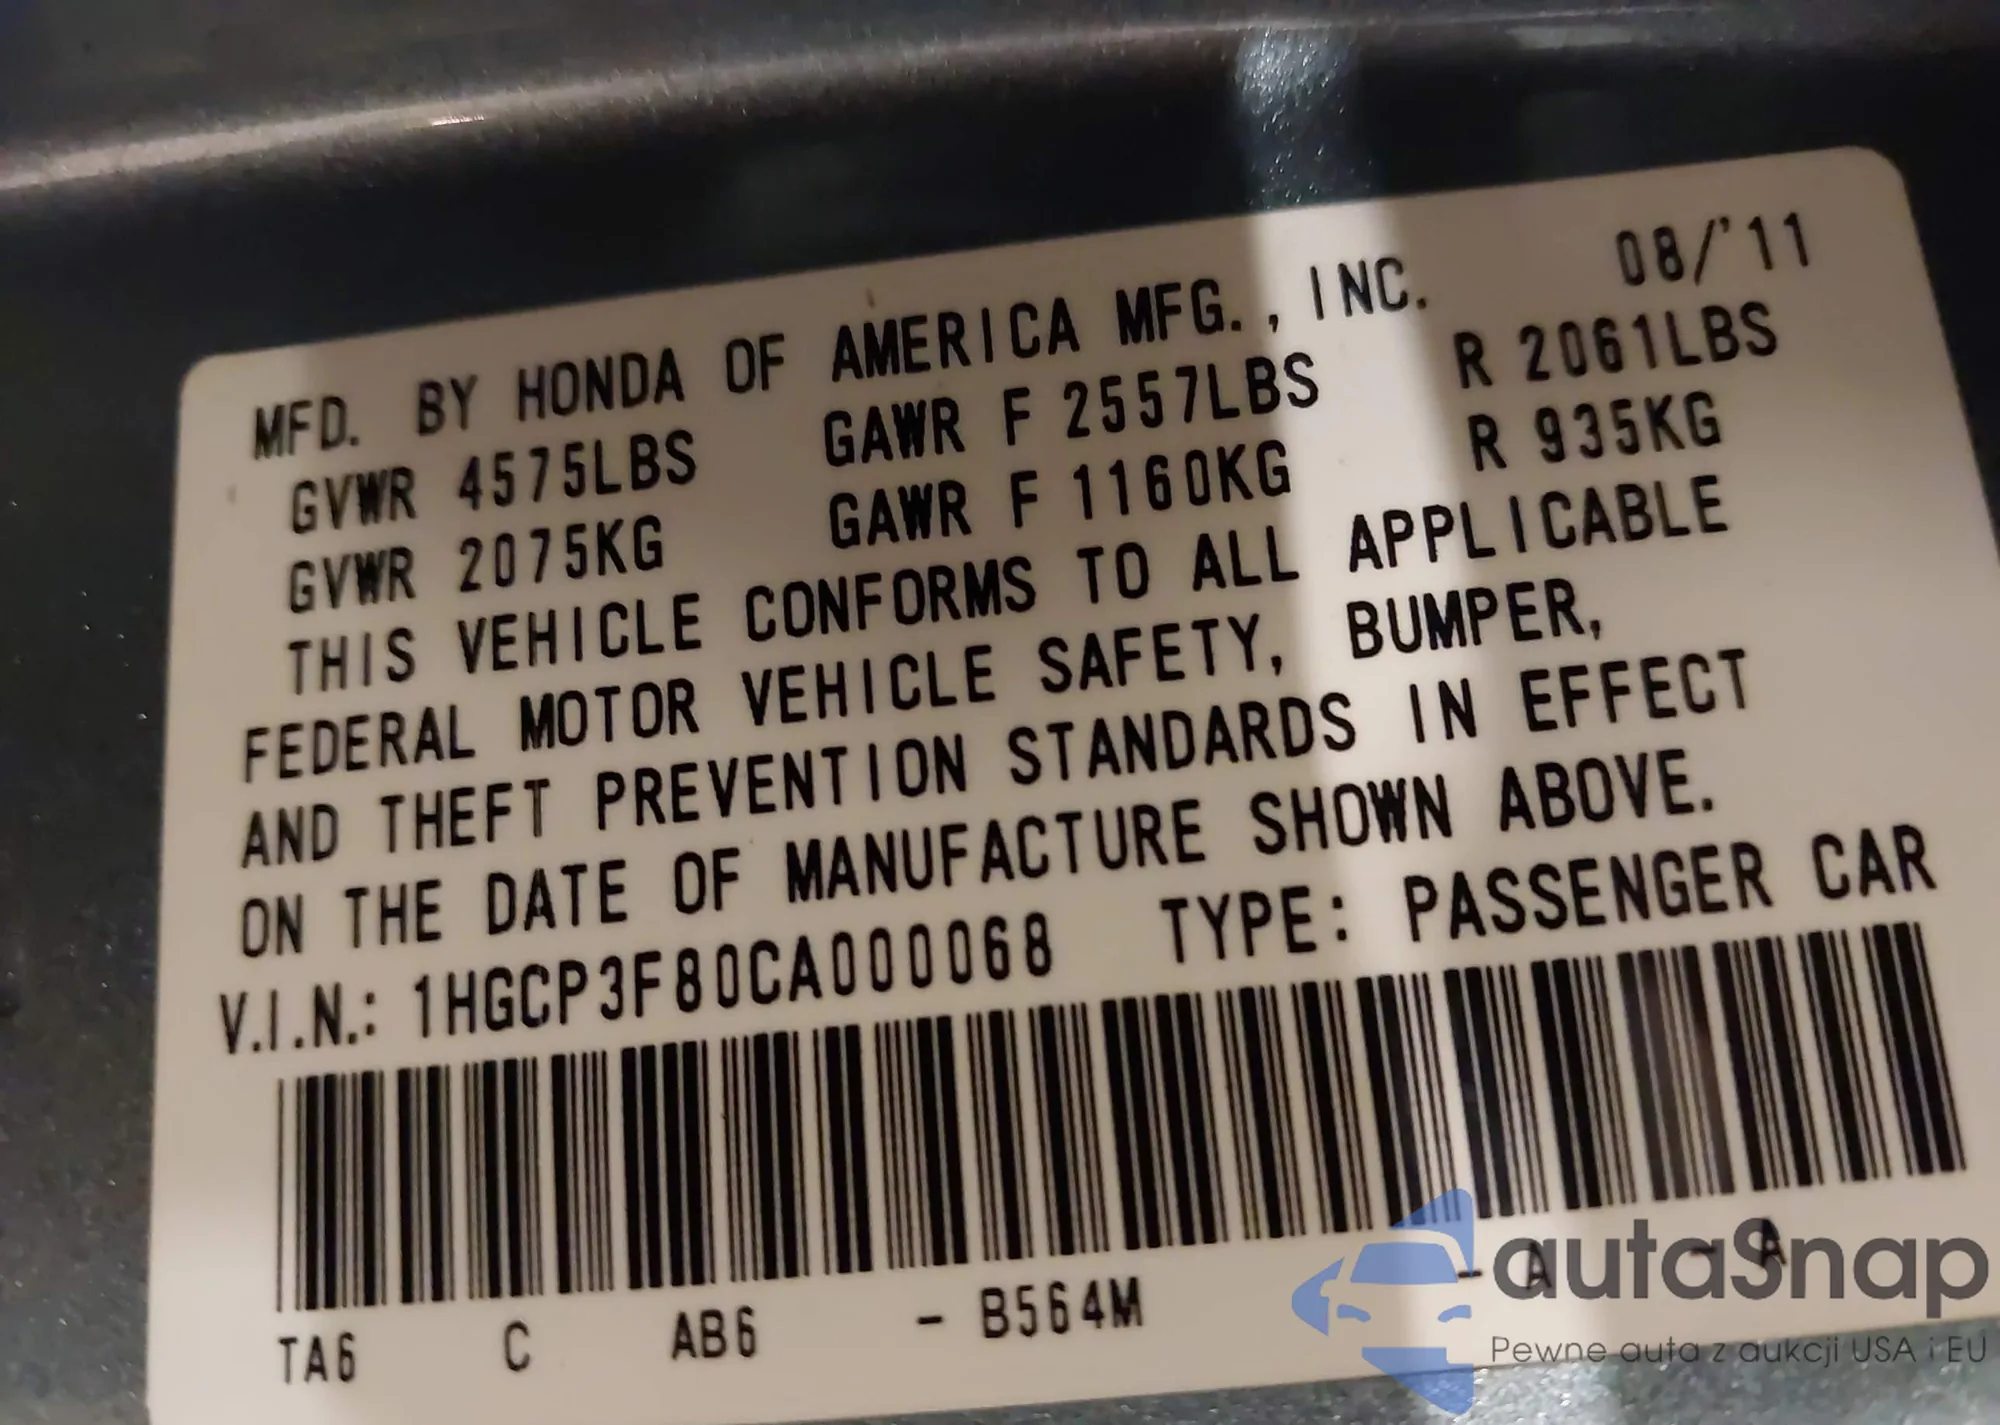 08/'11
MFD. BY HONDA OF AMERICA MFG., INC.
GVWR 4575LBS GAWR F 2557LBS R 2061LBS
GVWR 2075KG GAWR F 1160KG R 935KG
THIS VEHICLE CONFORMS TO ALL APPLICABLE
FEDERAL MOTOR VEHICLE SAFETY, BUMPER,
AND THEFT PREVENTION STANDARDS IN EFFECT
ON THE DATE OF MANUFACTURE SHOWN ABOVE.
V.I.N.: 1HGCP3F80CA000068 TYPE: PASSENGER CAR
TA6 C AB6 - B564M - A - A
autaSnap
Pewne auta z aukcji USA i EU